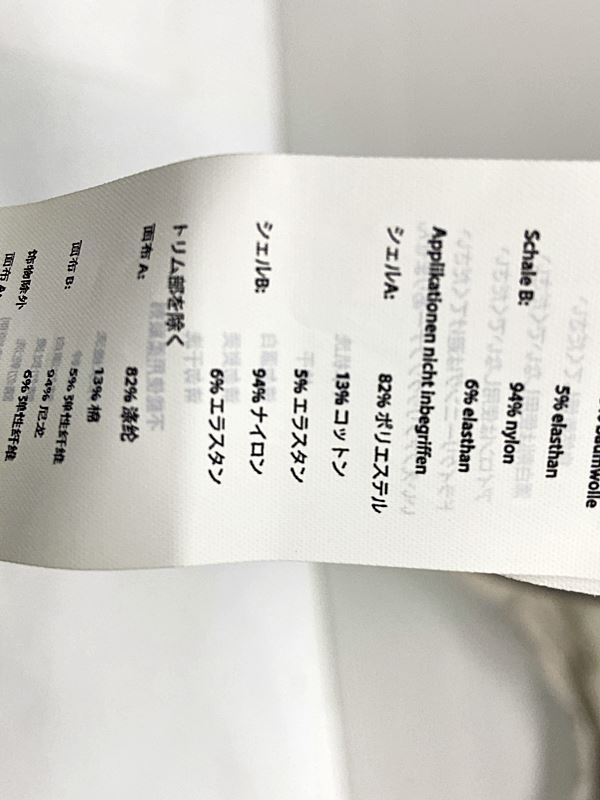 5% elasthan
Schale B: 94% nylon
6% elasthan
Applikationen nicht inbegriffen
シェルA: 82% ポリエステル
13% コットン
5% エラスタン
シェルB: 94% ナイロン
6% エラスタン
トリム部を除く
面布 A: 82% 涤纶
13% 棉
5% 弹性纤维
面布 B: 94% 尼龙
6% 弹性纤维
饰物除外